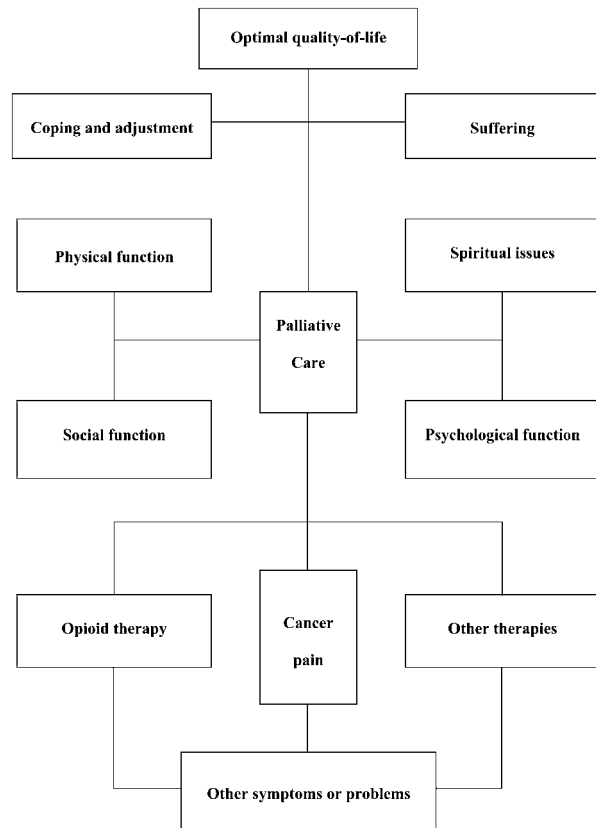 Optimal quality-of-life
Coping and adjustment
Suffering
Physical function
Spiritual issues
Palliative
Care
Social function
Psychological function
Opioid therapy
Cancer
pain
Other therapies
Other symptoms or problems